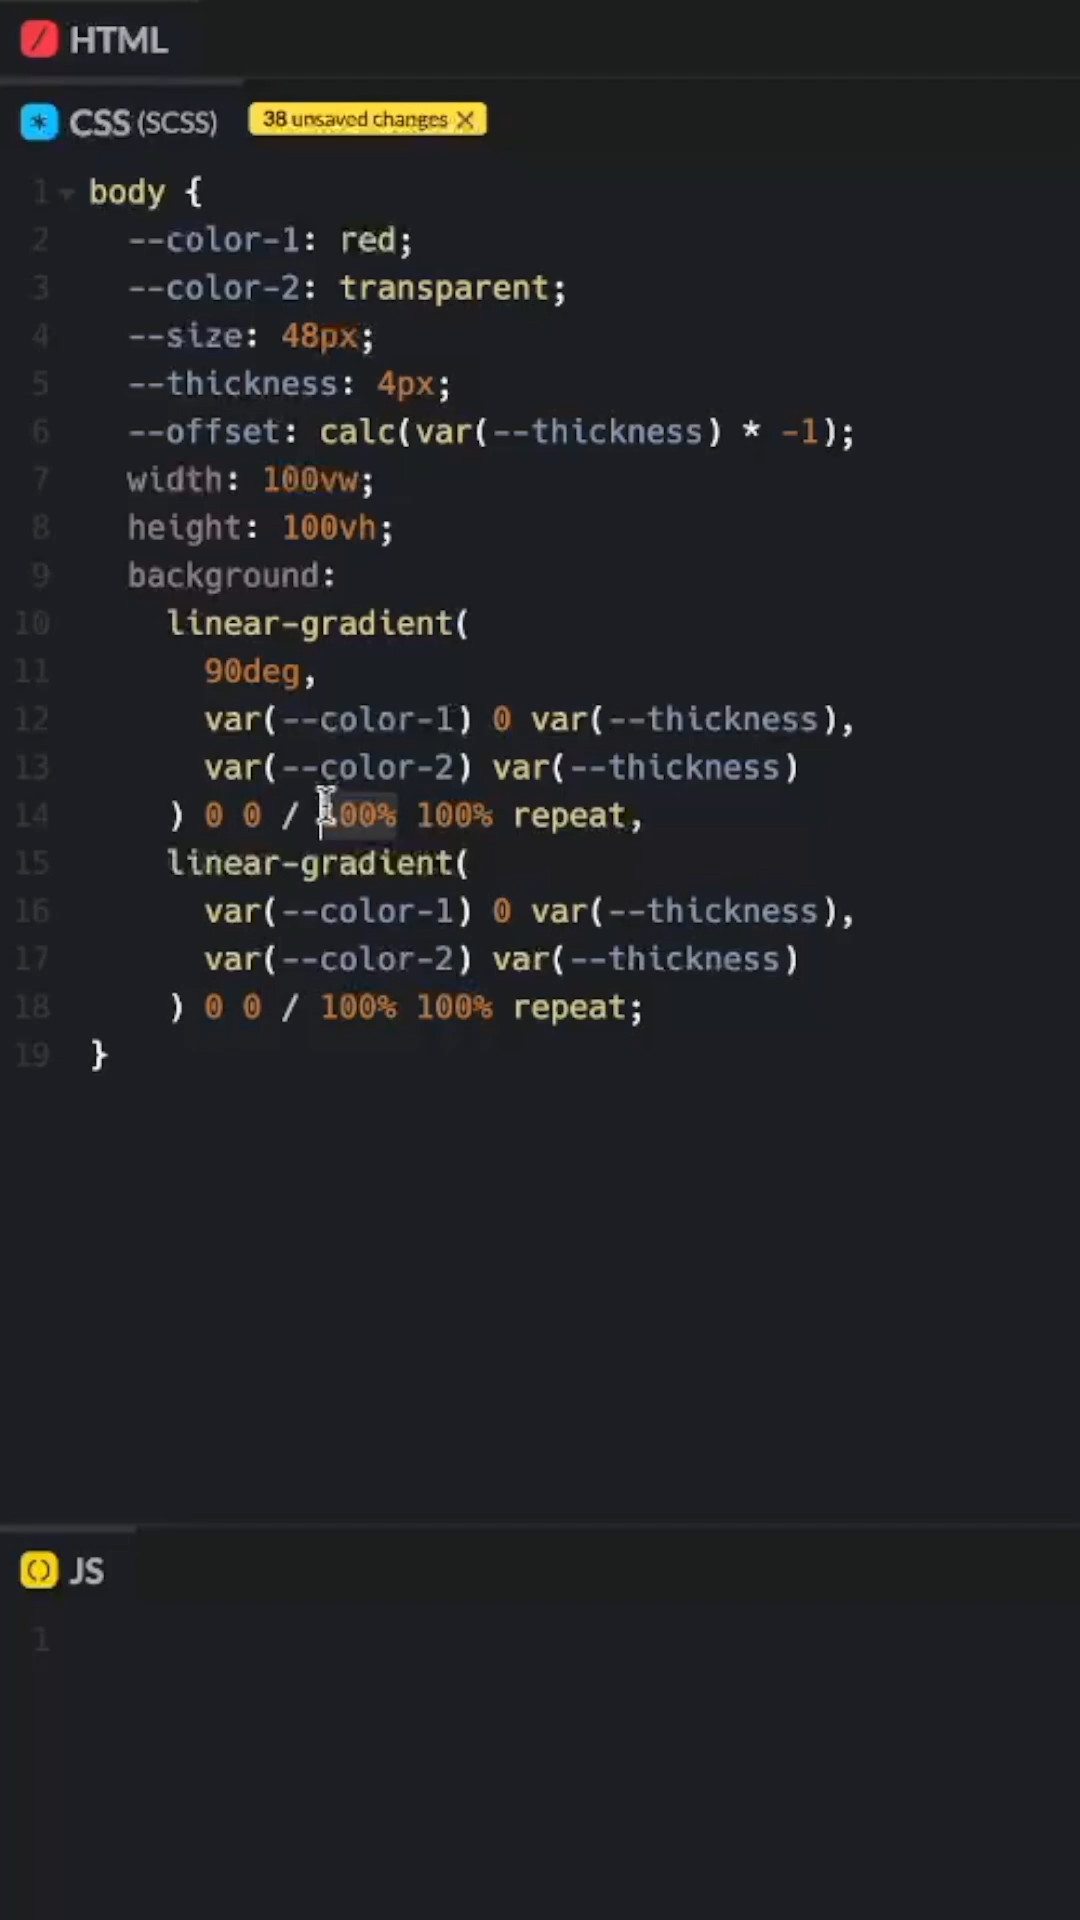 HTML
CSS (SCSS) 38 unsaved changes X
1 body {
2 --color-1: red;
3 --color-2: transparent;
4 --size: 48px;
5 --thickness: 4px;
6 --offset: calc(var(--thickness) * -1);
7 width: 100vw;
8 height: 100vh;
9 background:
10 linear-gradient(
11 90deg,
12 var(--color-1) 0 var(--thickness),
13 var(--color-2) var(--thickness)
14 ) 0 0 / 100% 100% repeat,
15 linear-gradient(
16 var(--color-1) 0 var(--thickness),
17 var(--color-2) var(--thickness)
18 ) 0 0 / 100% 100% repeat;
19 }
JS
1